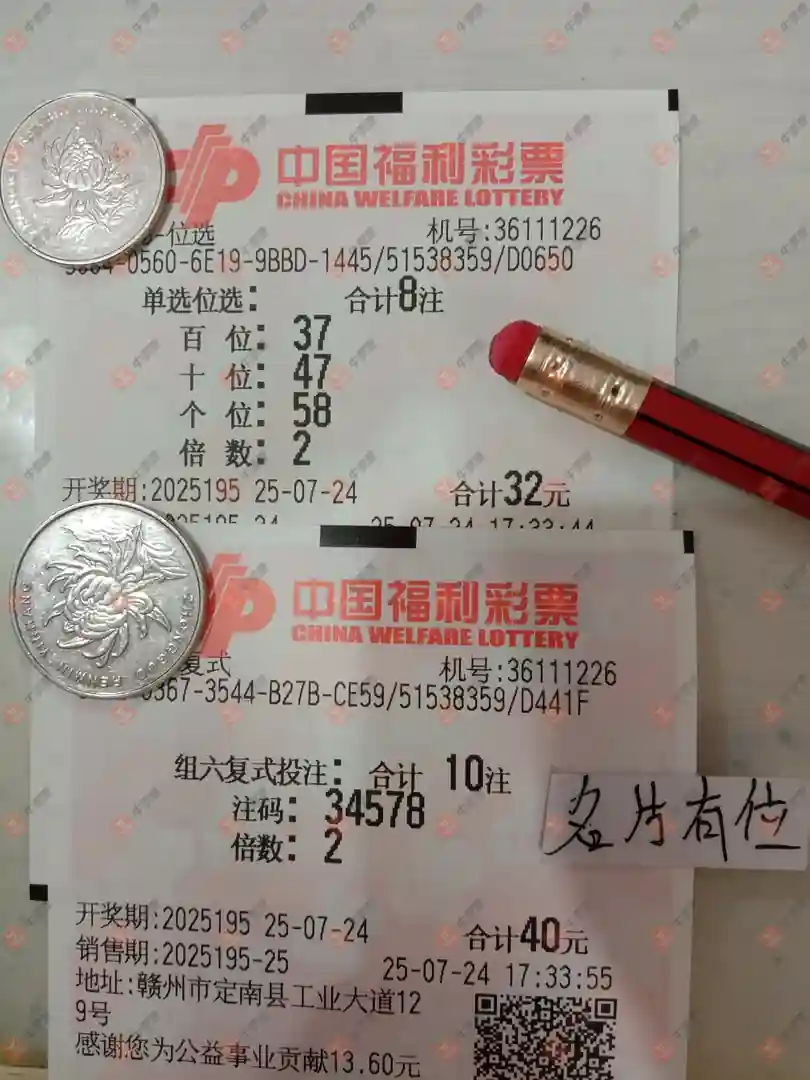 中国福利彩票
CHINA WELFARE LOTTERY
位选
机号:36111226
-0560-6E19-9BBD-1445/51538359/D0650
单选位选: 合计8注
百 位: 37
十 位: 47
个 位: 58
倍 数: 2
开奖期:2025195 25-07-24 合计32元
25-07-24 17:33:44
中国福利彩票
CHINA WELFARE LOTTERY
复式
机号:36111226
0367-3544-B27B-CE59/51538359/D441F
组六复式投注: 合计 10注
注码: 34578
倍数: 2
名片有位
开奖期:2025195 25-07-24 合计40元
销售期:2025195-25 25-07-24 17:33:55
地址:赣州市定南县工业大道12
9号
感谢您为公益事业贡献13.60元